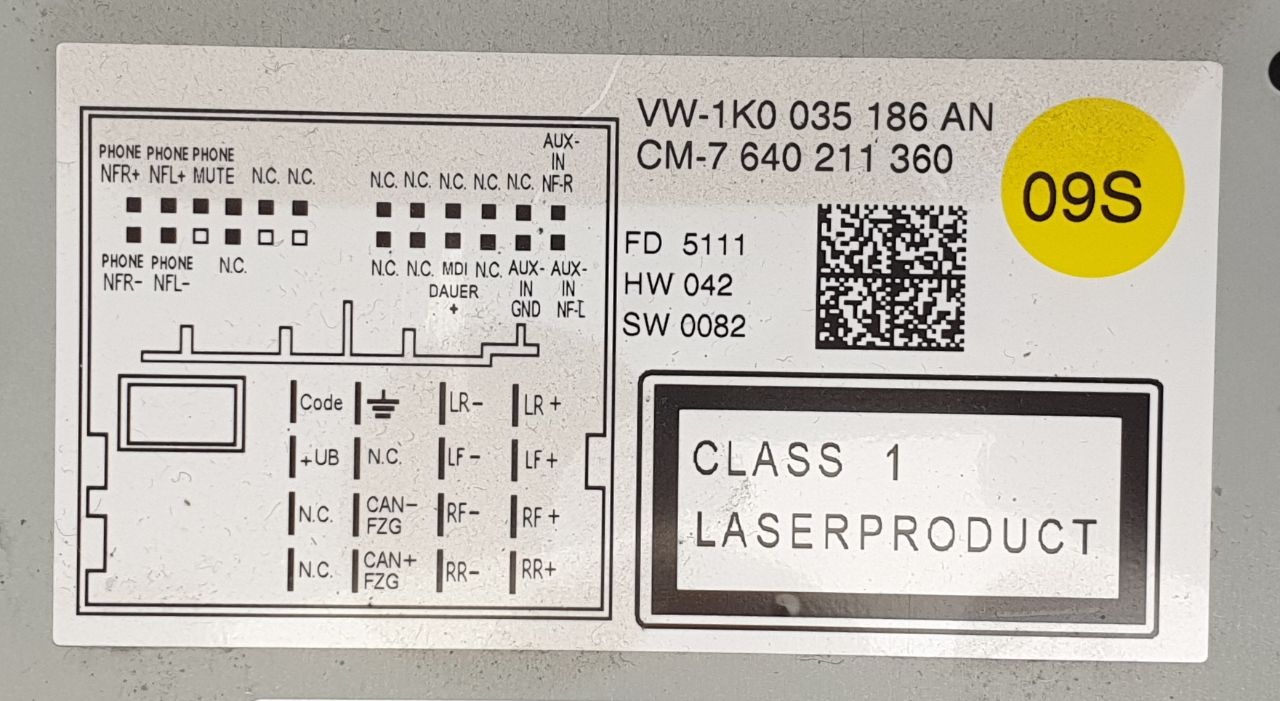 VW-1K0 035 186 AN
CM-7 640 211 360
09S
FD 5111
HW 042
SW 0082
CLASS 1
LASERPRODUCT
PHONE PHONE PHONE
NFR+ NFL+ MUTE N.C. N.C.
AUX-
IN
N.C. N.C. N.C. N.C. N.C. NF-R
PHONE PHONE N.C.
NFR- NFL-
N.C. N.C. MDI N.C. AUX- AUX-
DAUER IN IN
+ GND NF-L
Code LR- LR+
+UB N.C. LF- LF+
N.C. CAN- RF- RF+
FZG
N.C. CAN+ RR- RR+
FZG